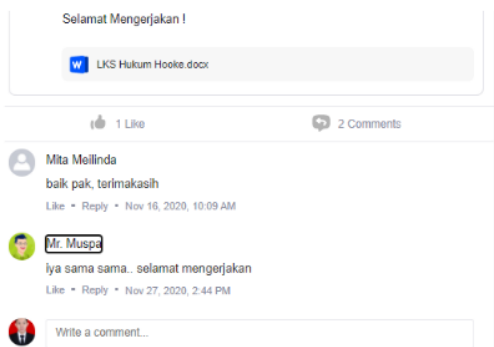 Selamat Mengerjakan !
LKS Hukum Hooke.docx
1 Like
2 Comments
Mita Meilinda
baik pak, terimakasih
Like • Reply • Nov 16, 2020, 10:09 AM
Mr. Muspa
iya sama sama.. selamat mengerjakan
Like • Reply • Nov 27, 2020, 2:44 PM
Write a comment...